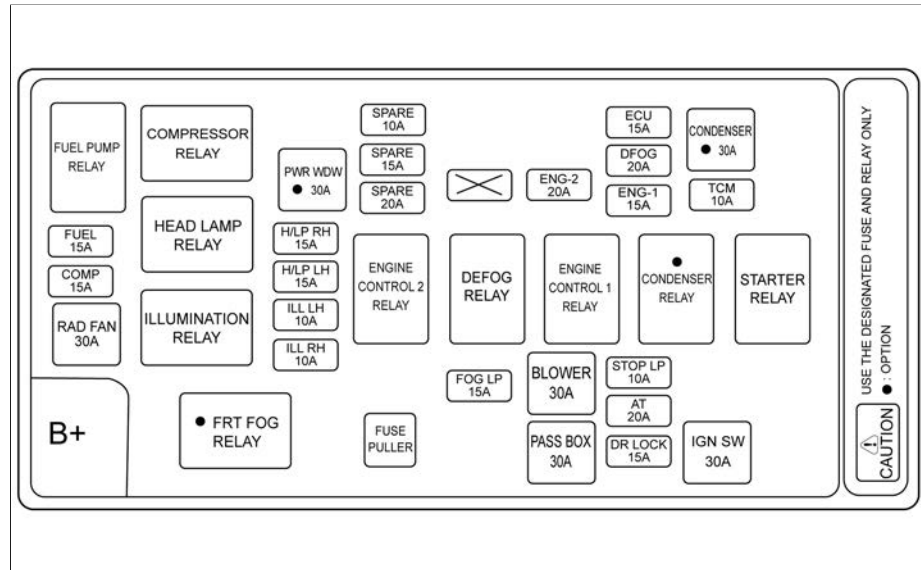 FUEL PUMP
RELAY
COMPRESSOR
RELAY
SPARE
10A
ECU
15A
CONDENSER
● 30A
PWR WDW
● 30A
SPARE
15A
DFOG
20A
SPARE
20A
ENG-2
20A
ENG-1
15A
TCM
10A
FUEL
15A
HEAD LAMP
RELAY
H/LP RH
15A
COMP
15A
H/LP LH
15A
ENGINE
CONTROL 2
RELAY
DEFOG
RELAY
ENGINE
CONTROL 1
RELAY
●
CONDENSER
RELAY
STARTER
RELAY
RAD FAN
30A
ILLUMINATION
RELAY
ILL LH
10A
ILL RH
10A
FOG LP
15A
BLOWER
30A
STOP LP
10A
B+
● FRT FOG
RELAY
FUSE
PULLER
AT
20A
PASS BOX
30A
DR LOCK
15A
IGN SW
30A
CAUTION
USE THE DESIGNATED FUSE AND RELAY ONLY
● : OPTION